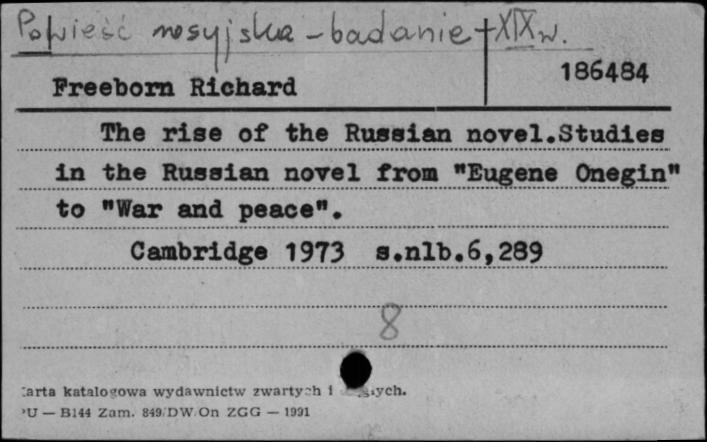 Powieść rosyjska - badanie + XIX w.
186484
Freeborn Richard
The rise of the Russian novel.Studies
in the Russian novel from "Eugene Onegin"
to "War and peace".
Cambridge 1973 s.nlb.6,289
8
arta katalogowa wydawnictw zwartych i
U — B144 Zam. 849/DW/On ZGG — 1991